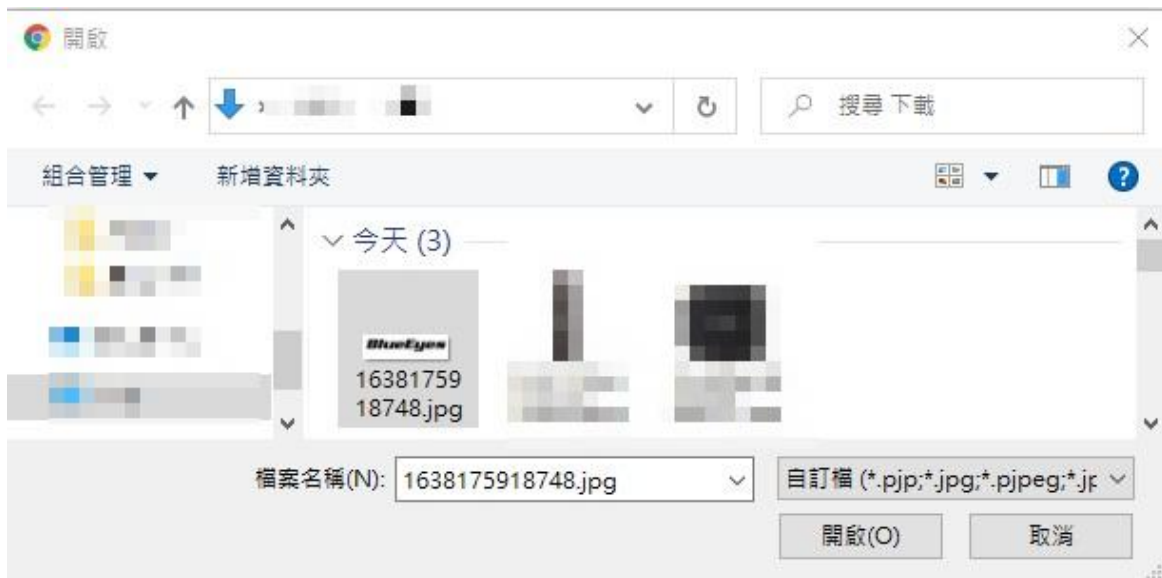 開啟
搜尋 下載
組合管理
新增資料夾
今天 (3)
BlueEyes
16381759
18748.jpg
檔案名稱(N):
1638175918748.jpg
自訂檔 (*.pjp;*.jpg;*.pjpeg;*.jp
開啟(O)
取消